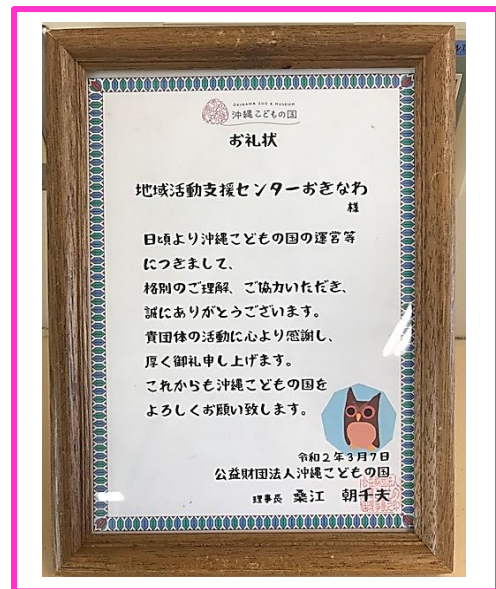 OKINAWA ZOO & MUSEUM
沖縄こどもの国
お礼状
地域活動支援センターおきなわ
様
日頃より沖縄こどもの国の運営等
につきまして、
格別のご理解、ご協力いただき、
誠にありがとうございます。
貴団体の活動に心より感謝し、
厚く御礼申し上げます。
これからも沖縄こどもの国を
よろしくお願い致します。
令和2年3月7日
公益財団法人沖縄こどもの国
理事長 桑江 朝千夫